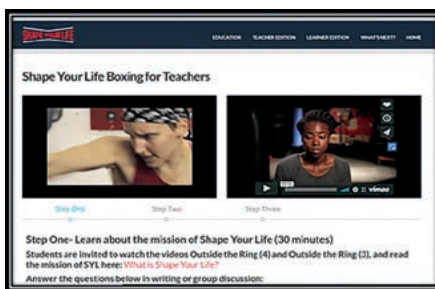 SHAPE YOUR LIFE
EDUCATION TEACHER EDITION LEARNER EDITION WHAT'S NEXT? HOME
Shape Your Life Boxing for Teachers
vimeo
Step One Step Two Step Three
Step One- Learn about the mission of Shape Your Life (30 minutes)
Students are invited to watch the videos Outside the Ring (4) and Outside the Ring (3), and read
the mission of SYL here: What is Shape Your Life?
Answer the questions below in writing or group discussion: